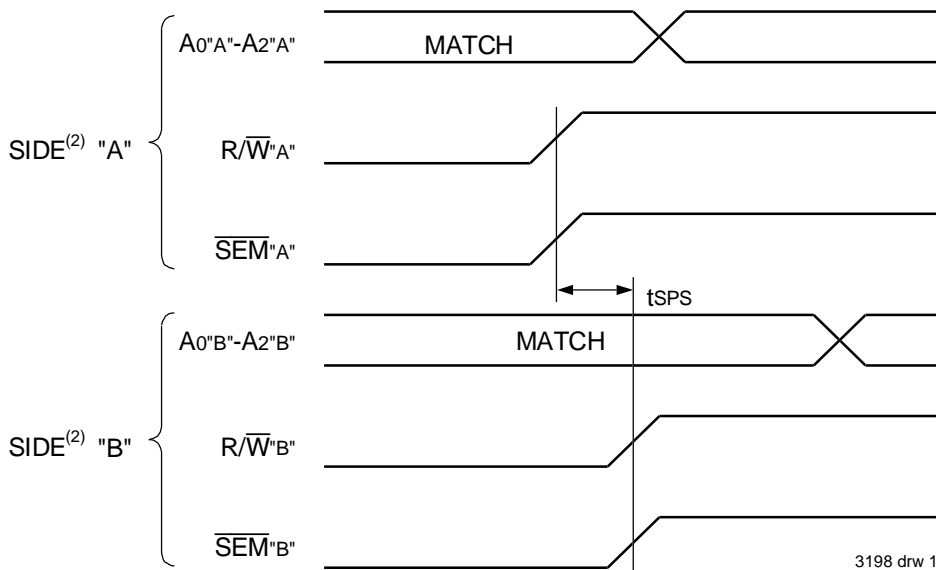 A0"A"-A2"A" MATCH
SIDE(2) "A" R/W"A"
SEM"A"
tSPS
A0"B"-A2"B" MATCH
SIDE(2) "B" R/W"B"
SEM"B"
3198 drw 1